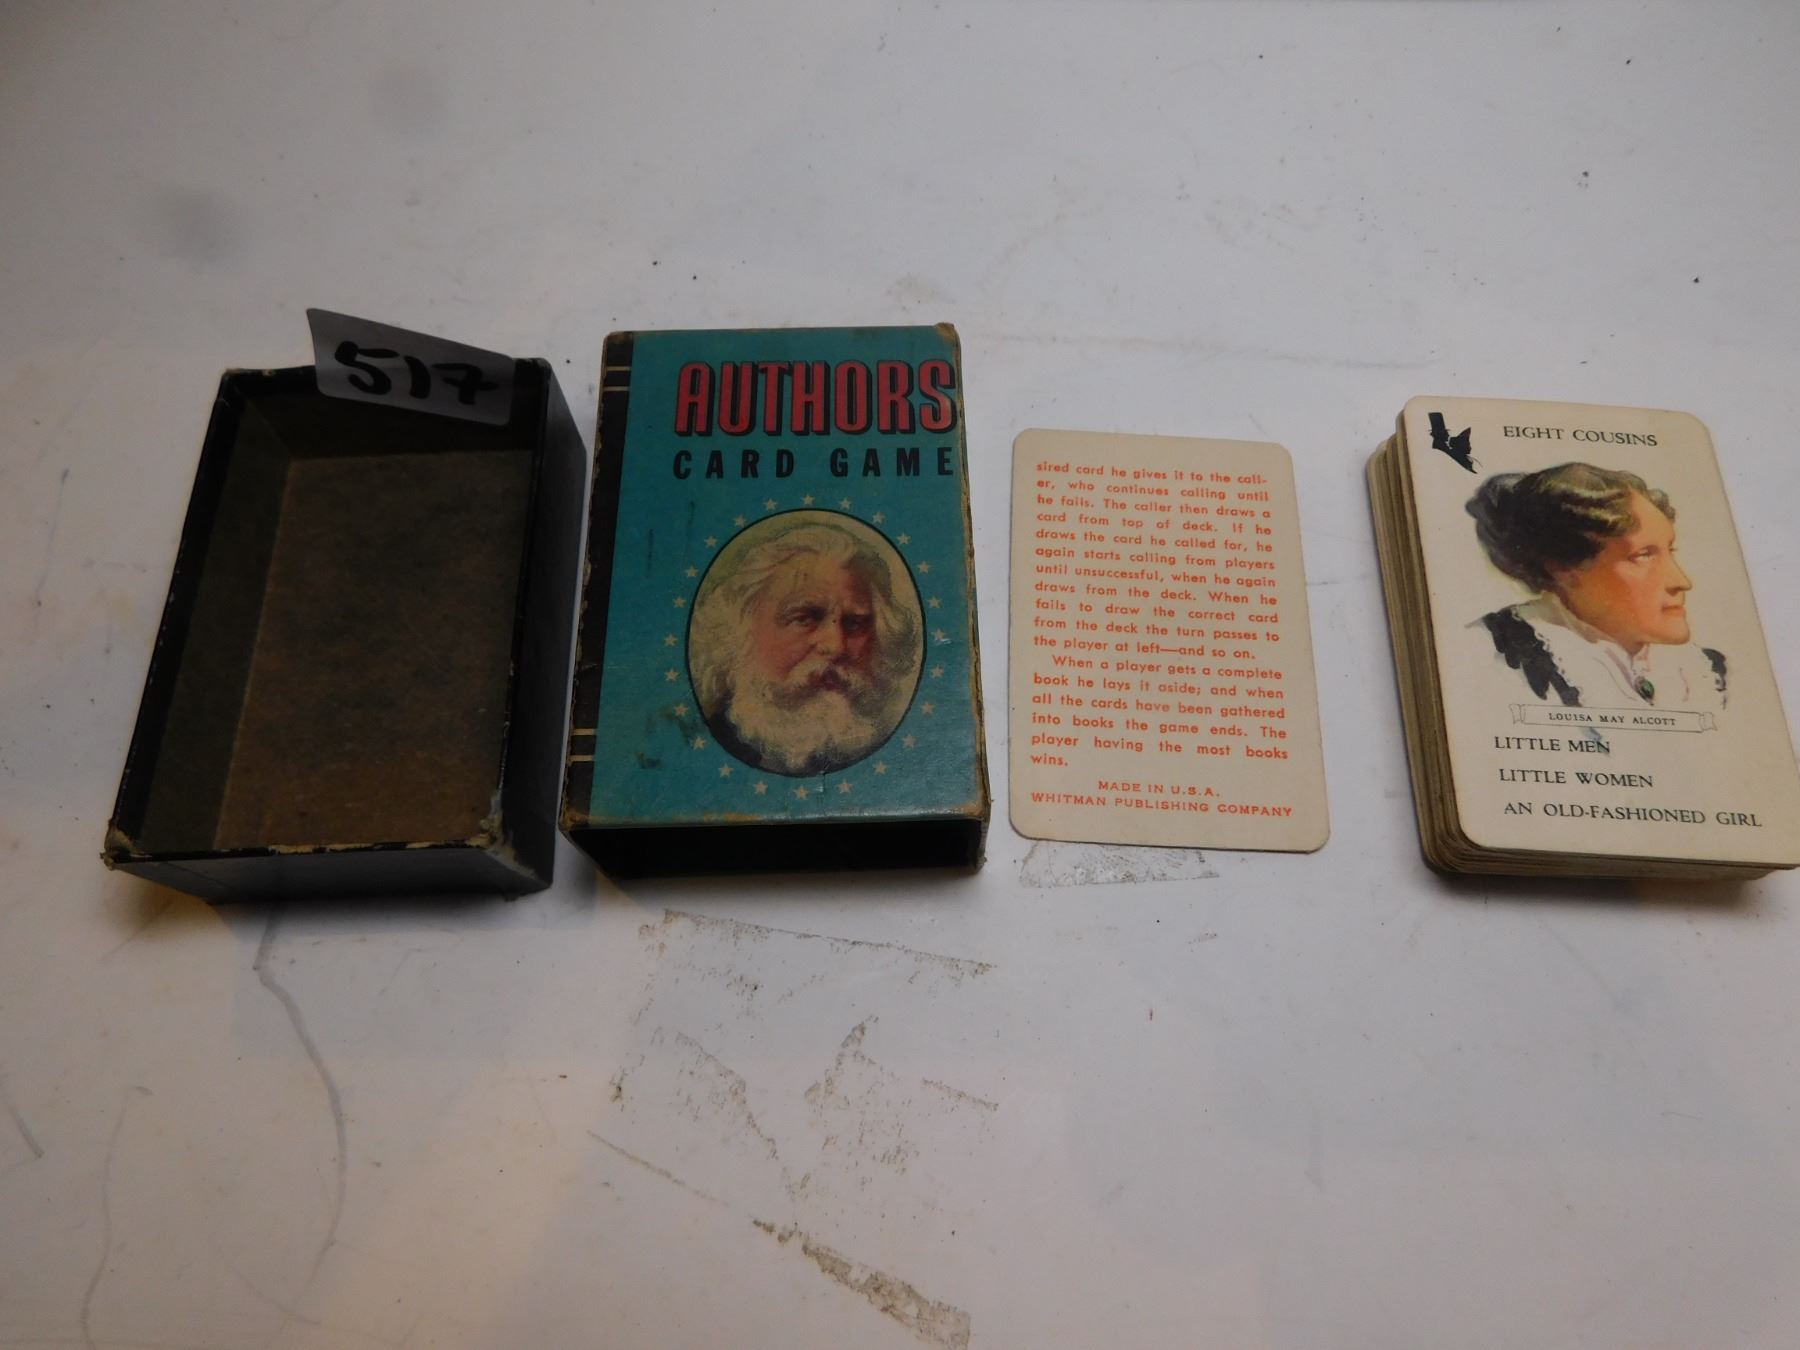 517
AUTHORS
CARD GAME
sired card he gives it to the call-
er, who continues calling until
he fails. The caller then draws a
card from top of deck. If he
draws the card he called for, he
again starts calling from players
until unsuccessful, when he again
draws from the deck. When he
fails to draw the correct card
from the deck the turn passes to
the player at left—and so on.
When a player gets a complete
book he lays it aside; and when
all the cards have been gathered
into books the game ends. The
player having the most books
wins.
MADE IN U.S.A.
WHITMAN PUBLISHING COMPANY
EIGHT COUSINS
LOUISA MAY ALCOTT
LITTLE MEN
LITTLE WOMEN
AN OLD-FASHIONED GIRL